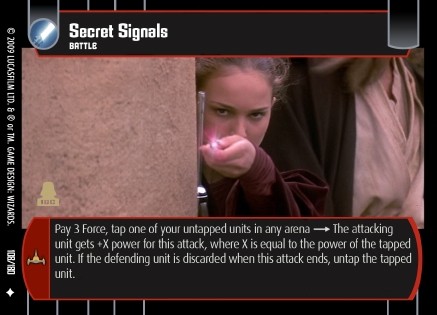 Secret Signals
BATTLE
© 2009 LUCASFILM LTD. & ® or TM. GAME DESIGN: WIZARDS.
Pay 3 Force, tap one of your untapped units in any arena → The attacking
unit gets +X power for this attack, where X is equal to the power of the tapped
unit. If the defending unit is discarded when this attack ends, untap the tapped
unit.